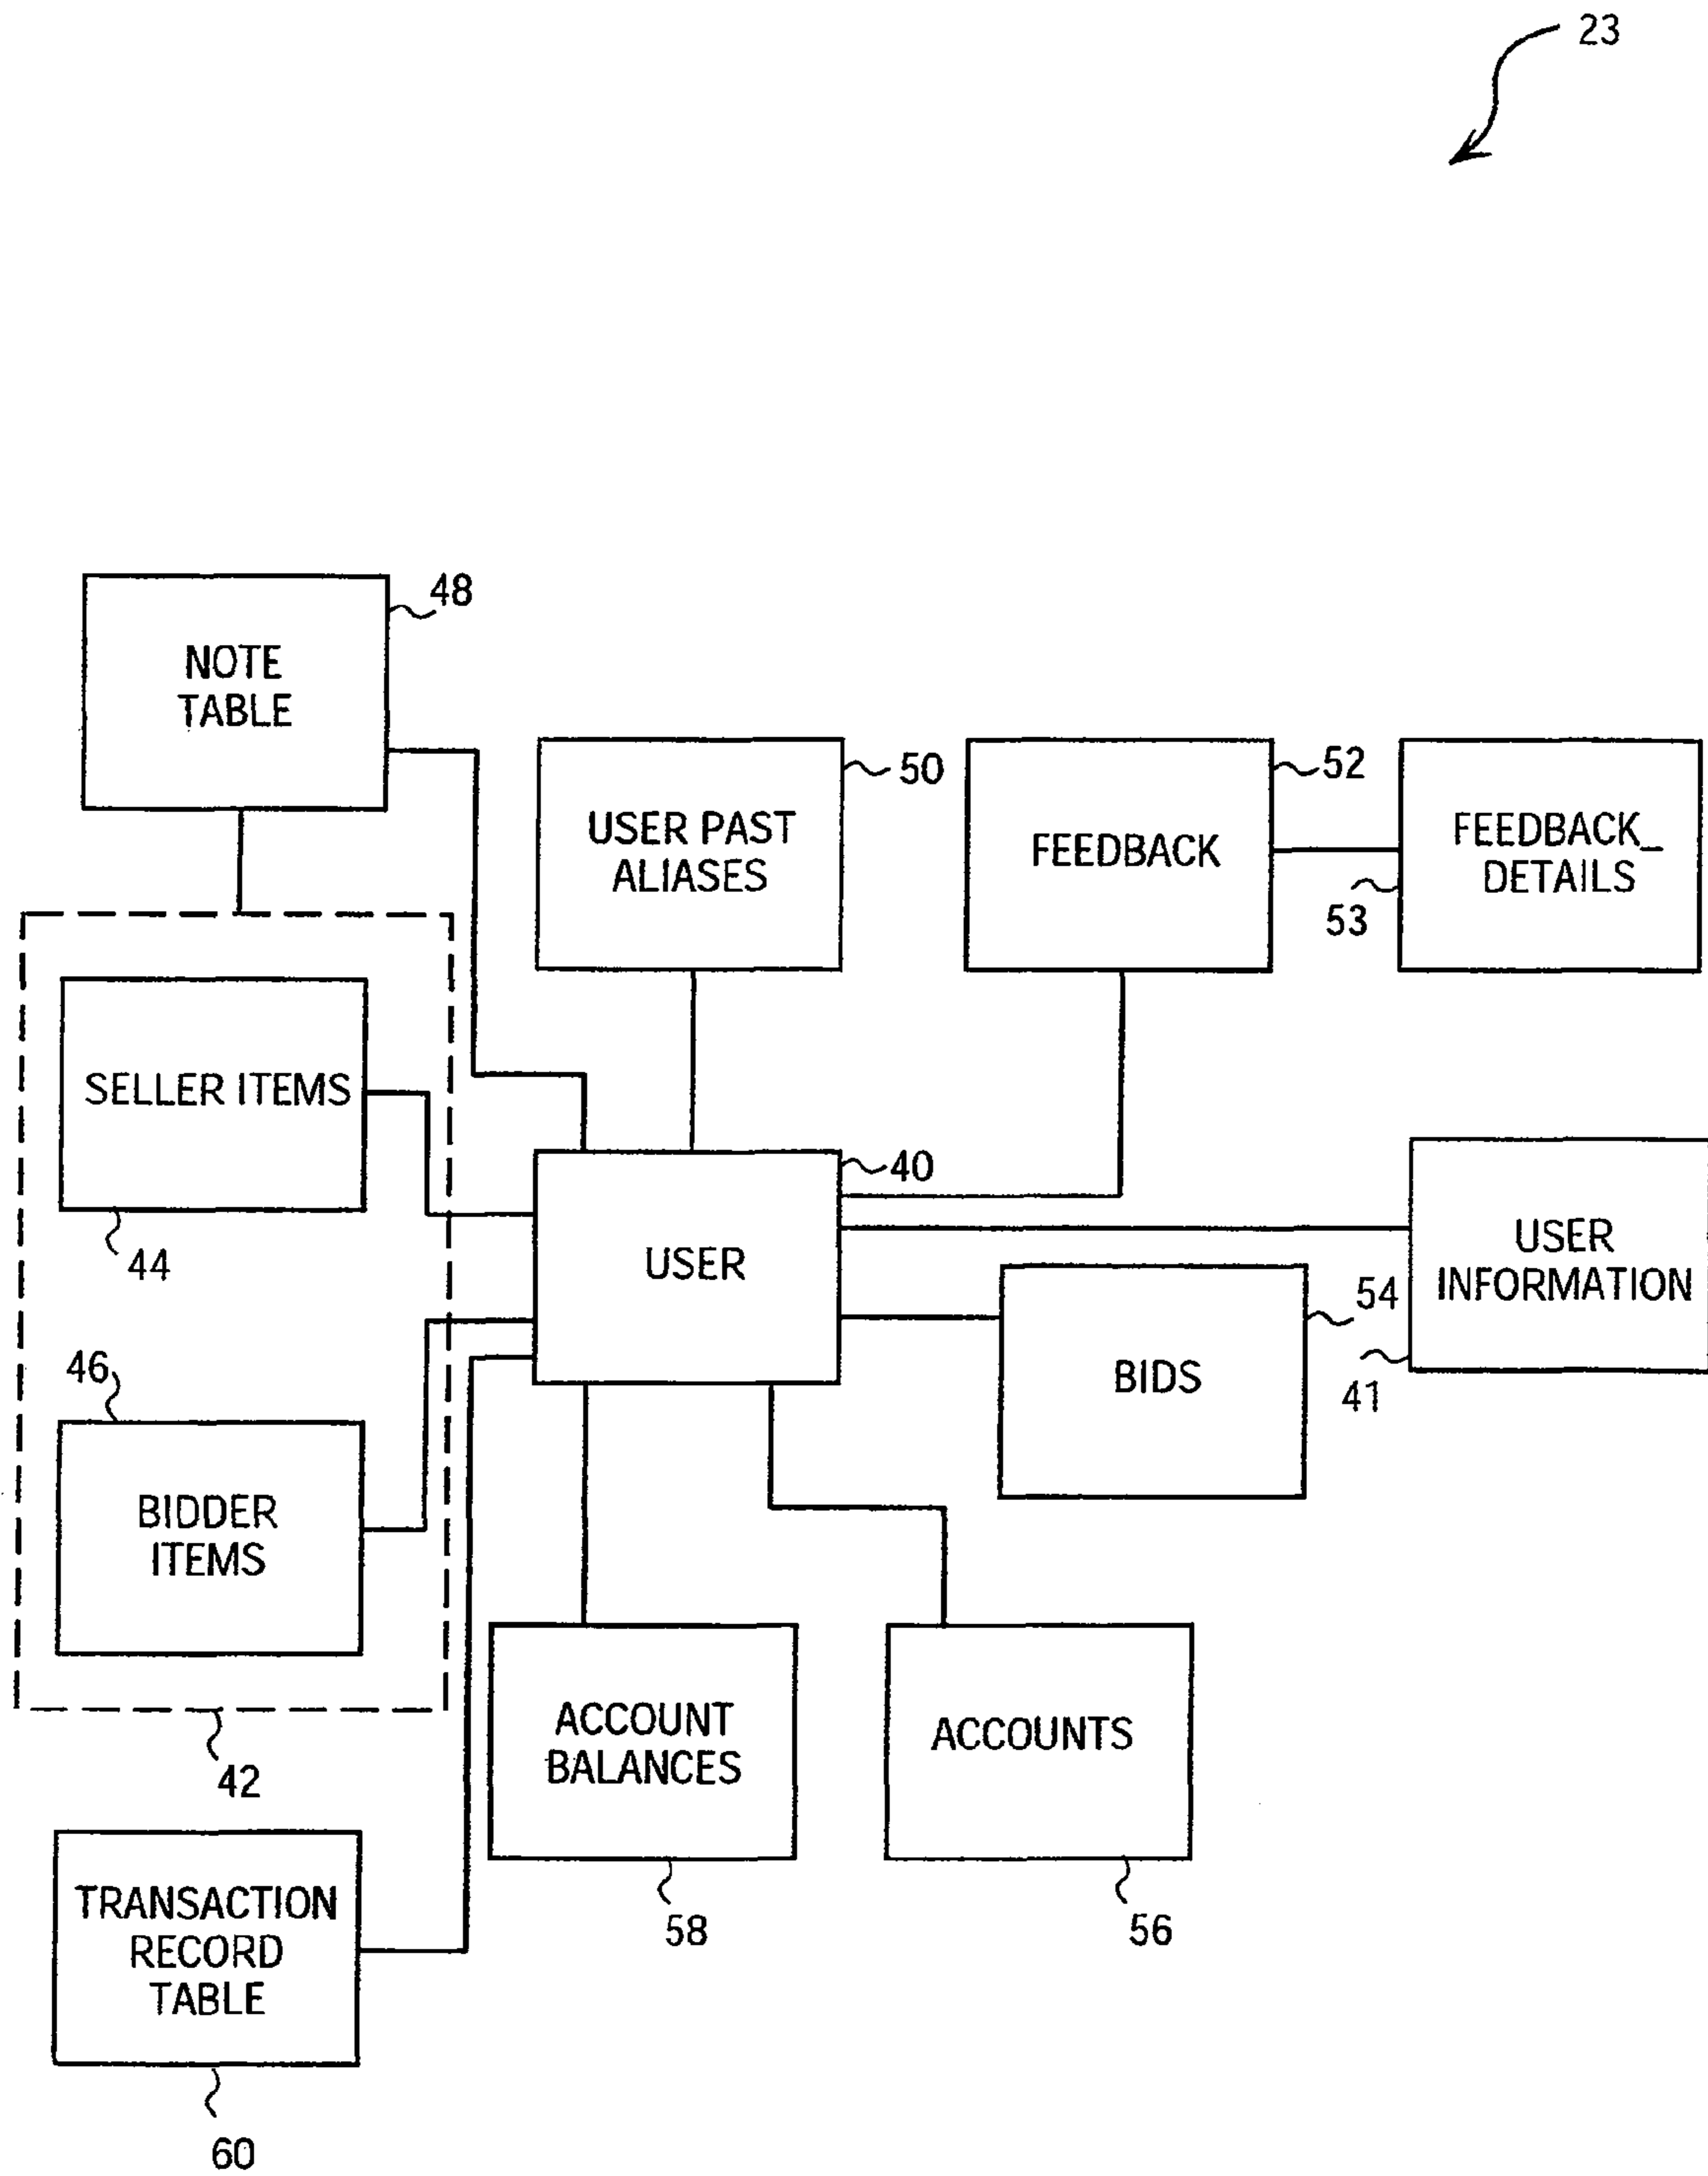 23
48
NOTE
TABLE
50
USER PAST
ALIASES
52
FEEDBACK
53
FEEDBACK_
DETAILS
SELLER ITEMS
44
40
USER
USER
INFORMATION
41
54
BIDS
46
BIDDER
ITEMS
42
ACCOUNT
BALANCES
58
ACCOUNTS
56
TRANSACTION
RECORD
TABLE
60